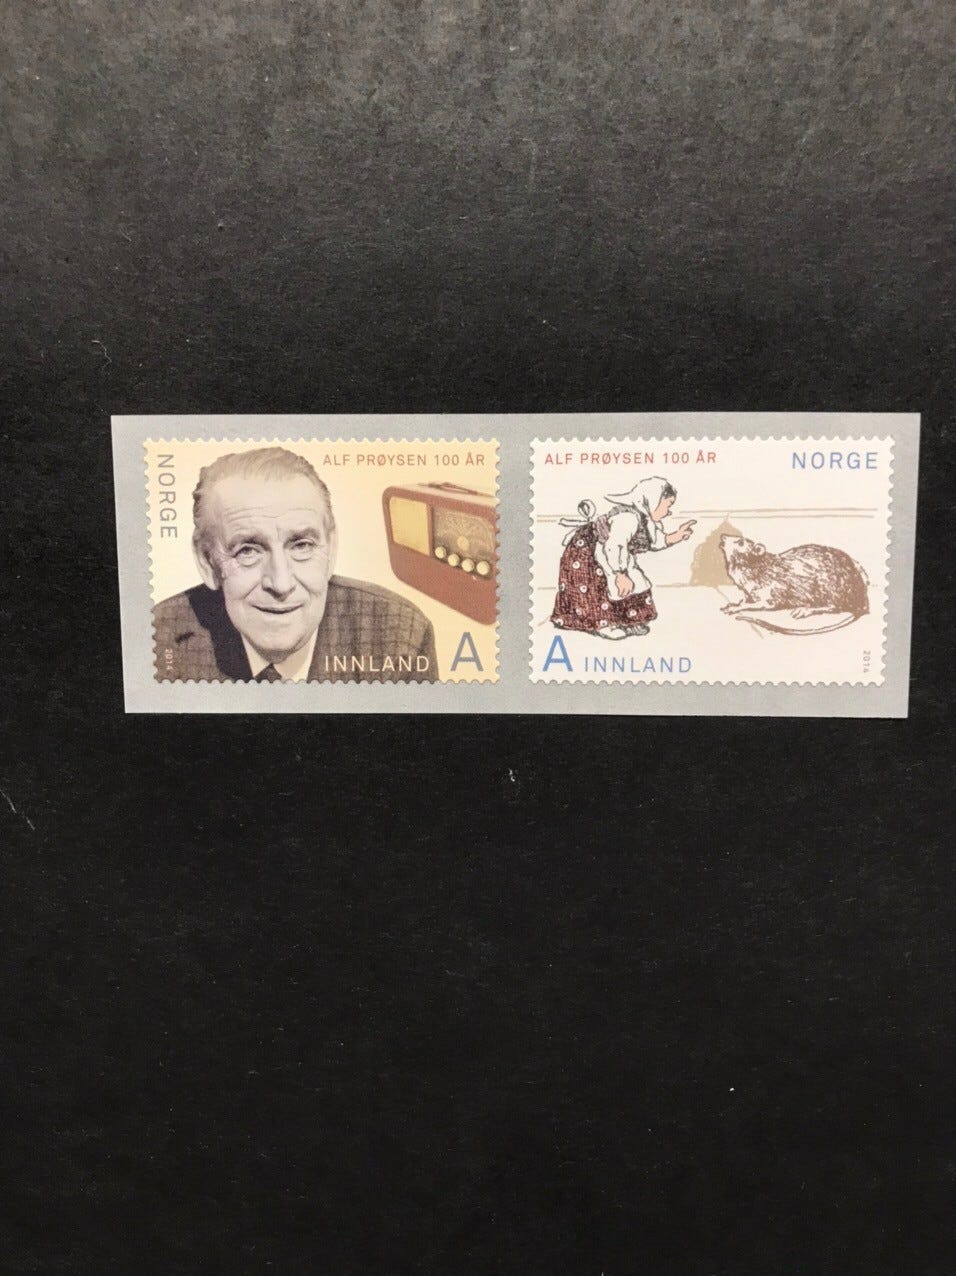 NORGE
ALF PRØYSEN 100 ÅR
2014
INNLAND A
ALF PRØYSEN 100 ÅR
NORGE
A INNLAND
2014